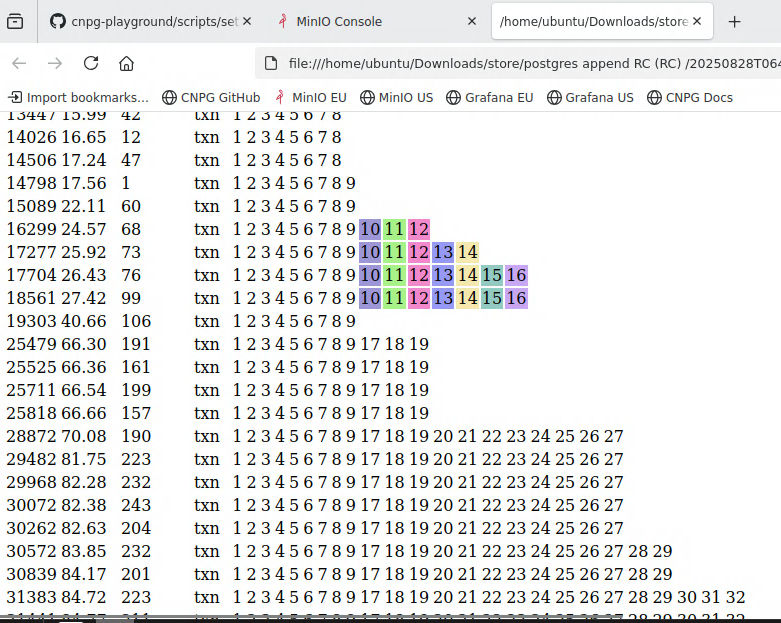 cnpg-playground/scripts/set
MinIO Console
/home/ubuntu/Downloads/store
file:///home/ubuntu/Downloads/store/postgres append RC (RC) /20250828T064
Import bookmarks...
CNPG GitHub
MinIO EU
MinIO US
Grafana EU
Grafana US
CNPG Docs
13447 15.99 42 txn 1 2 3 4 5 6 7 8
14026 16.65 12 txn 1 2 3 4 5 6 7 8
14506 17.24 47 txn 1 2 3 4 5 6 7 8
14798 17.56 1 txn 1 2 3 4 5 6 7 8 9
15089 22.11 60 txn 1 2 3 4 5 6 7 8 9
16299 24.57 68 txn 1 2 3 4 5 6 7 8 9 10 11 12
17277 25.92 73 txn 1 2 3 4 5 6 7 8 9 10 11 12 13 14
17704 26.43 76 txn 1 2 3 4 5 6 7 8 9 10 11 12 13 14 15 16
18561 27.42 99 txn 1 2 3 4 5 6 7 8 9 10 11 12 13 14 15 16
19303 40.66 106 txn 1 2 3 4 5 6 7 8 9
25479 66.30 191 txn 1 2 3 4 5 6 7 8 9 17 18 19
25525 66.36 161 txn 1 2 3 4 5 6 7 8 9 17 18 19
25711 66.54 199 txn 1 2 3 4 5 6 7 8 9 17 18 19
25818 66.66 157 txn 1 2 3 4 5 6 7 8 9 17 18 19
28872 70.08 190 txn 1 2 3 4 5 6 7 8 9 17 18 19 20 21 22 23 24 25 26 27
29482 81.75 223 txn 1 2 3 4 5 6 7 8 9 17 18 19 20 21 22 23 24 25 26 27
29968 82.28 232 txn 1 2 3 4 5 6 7 8 9 17 18 19 20 21 22 23 24 25 26 27
30072 82.38 243 txn 1 2 3 4 5 6 7 8 9 17 18 19 20 21 22 23 24 25 26 27
30262 82.63 204 txn 1 2 3 4 5 6 7 8 9 17 18 19 20 21 22 23 24 25 26 27
30572 83.85 232 txn 1 2 3 4 5 6 7 8 9 17 18 19 20 21 22 23 24 25 26 27 28 29
30839 84.17 201 txn 1 2 3 4 5 6 7 8 9 17 18 19 20 21 22 23 24 25 26 27 28 29
31383 84.72 223 txn 1 2 3 4 5 6 7 8 9 17 18 19 20 21 22 23 24 25 26 27 28 29 30 31 32